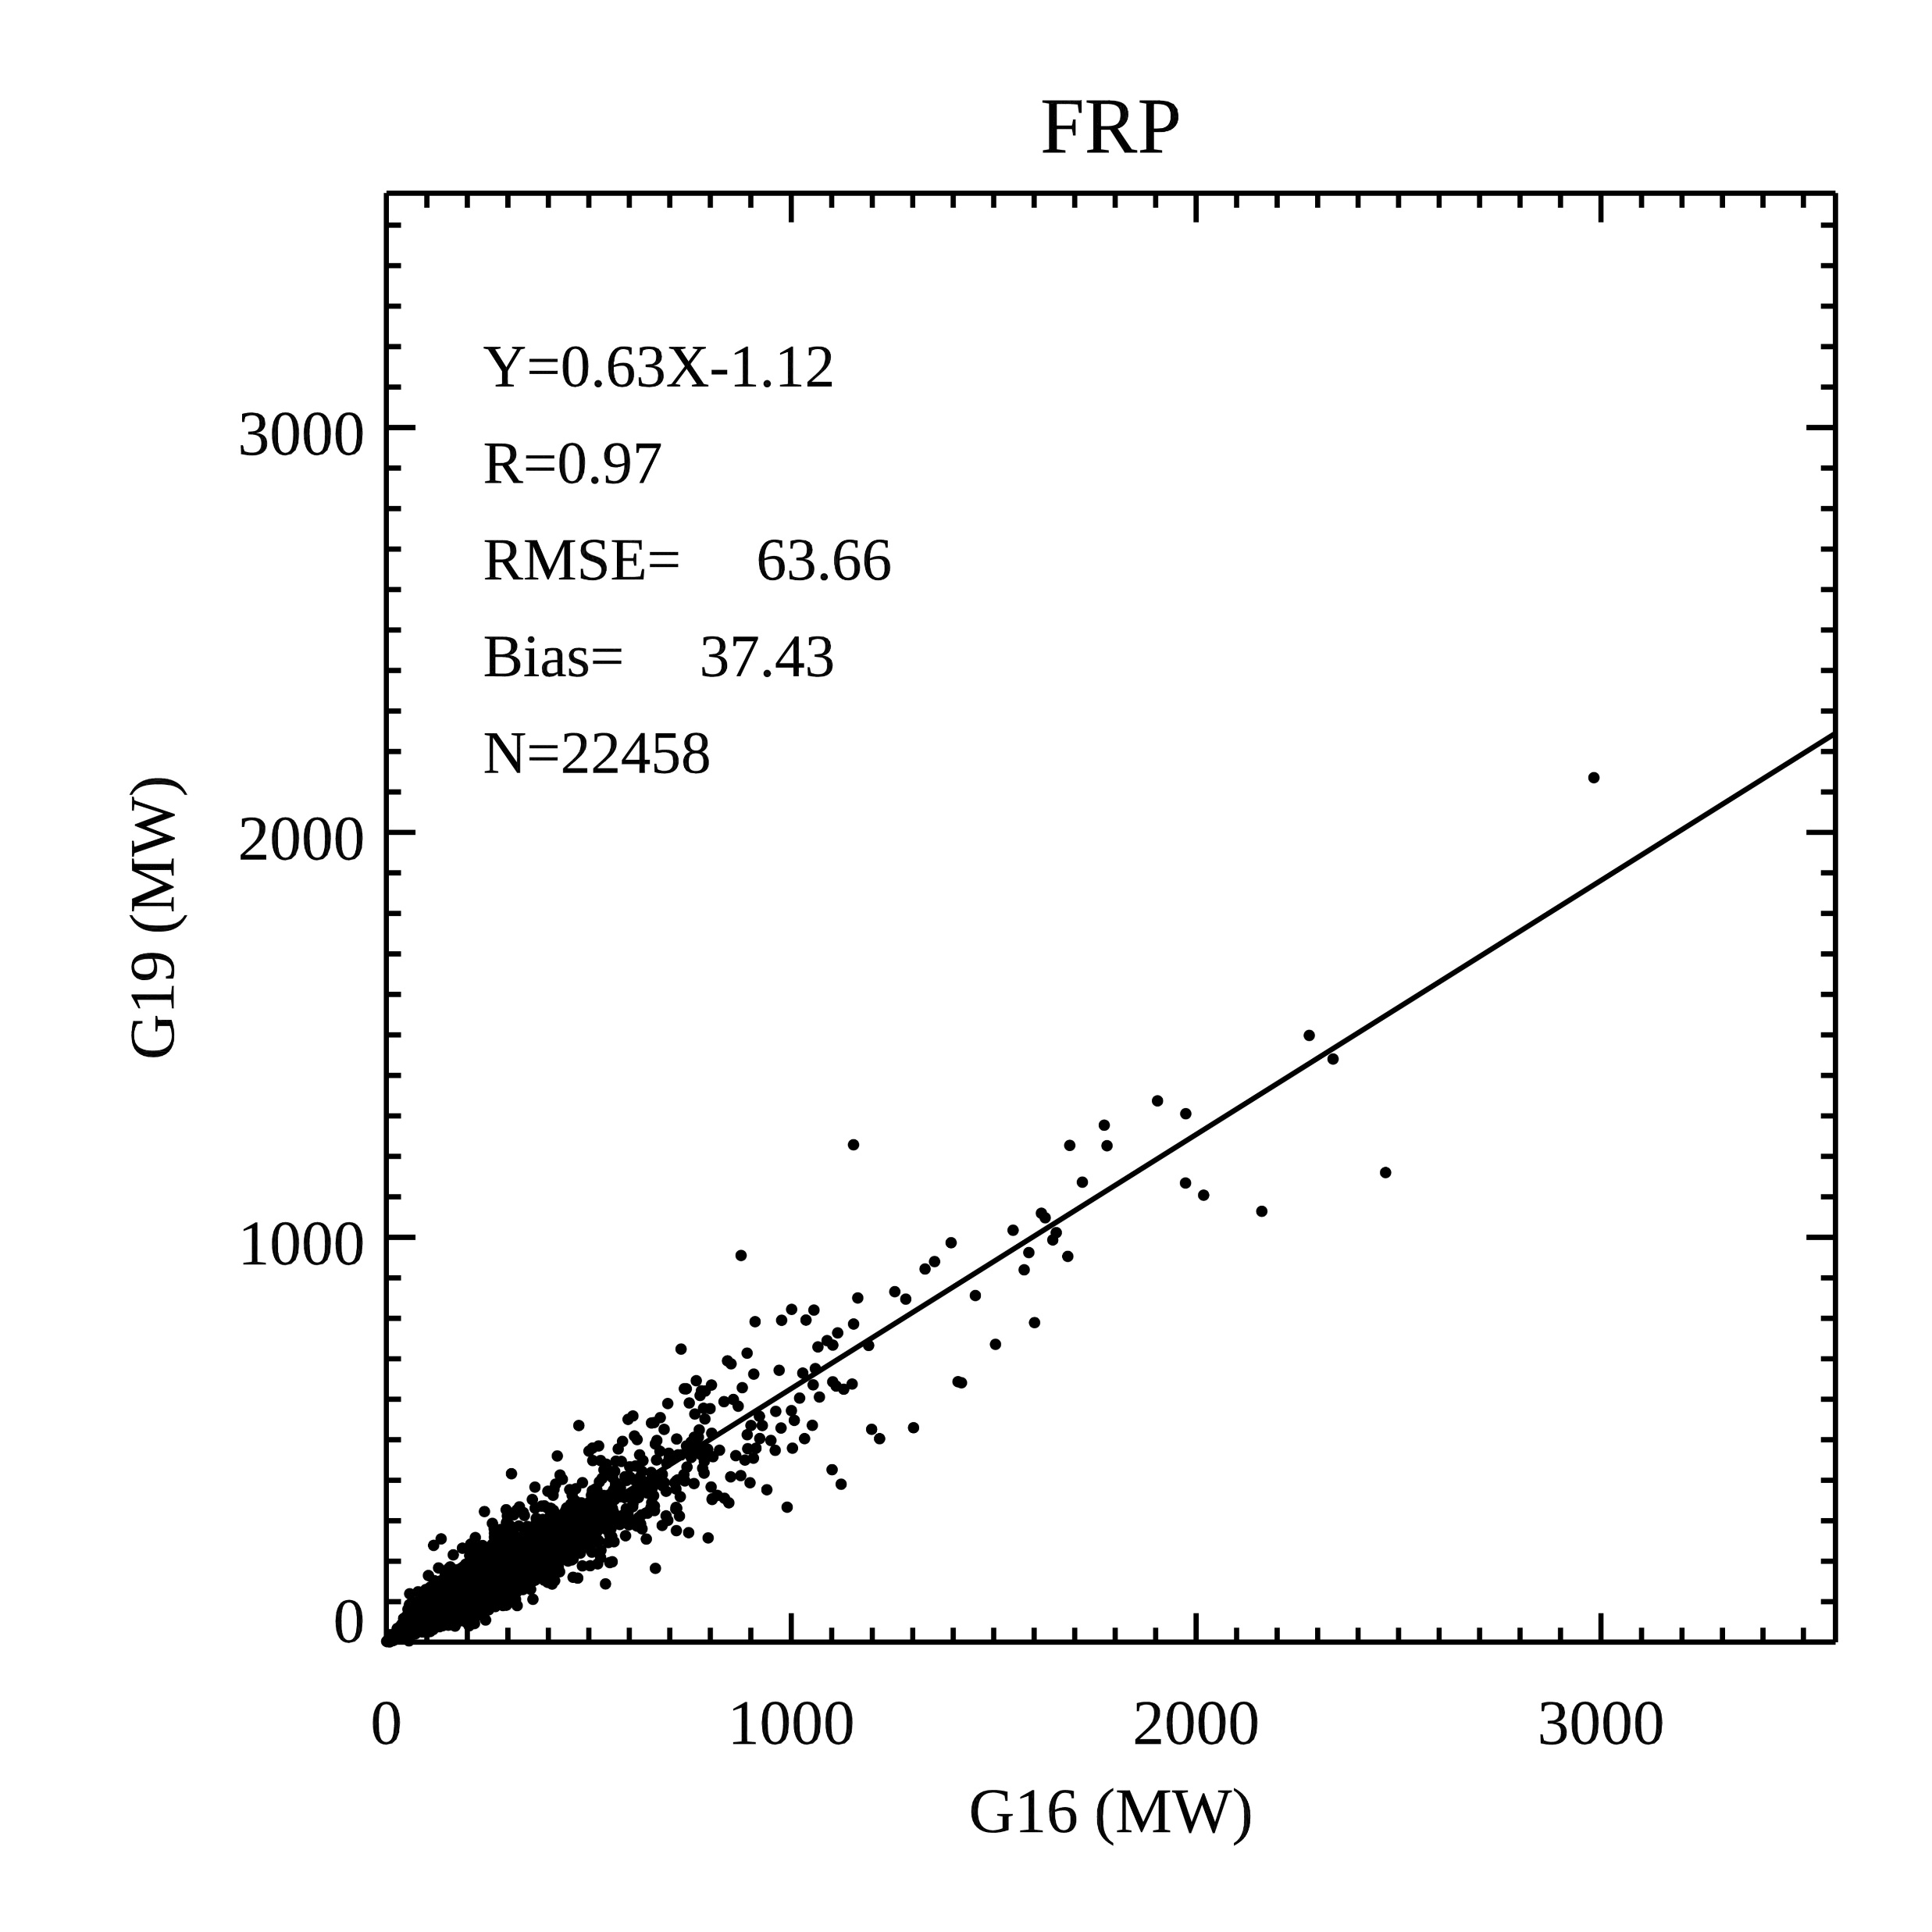 FRP
Y=0.63X-1.12
R=0.97
RMSE= 63.66
Bias= 37.43
N=22458
3000
2000
1000
0
G19 (MW)
0 1000 2000 3000
G16 (MW)